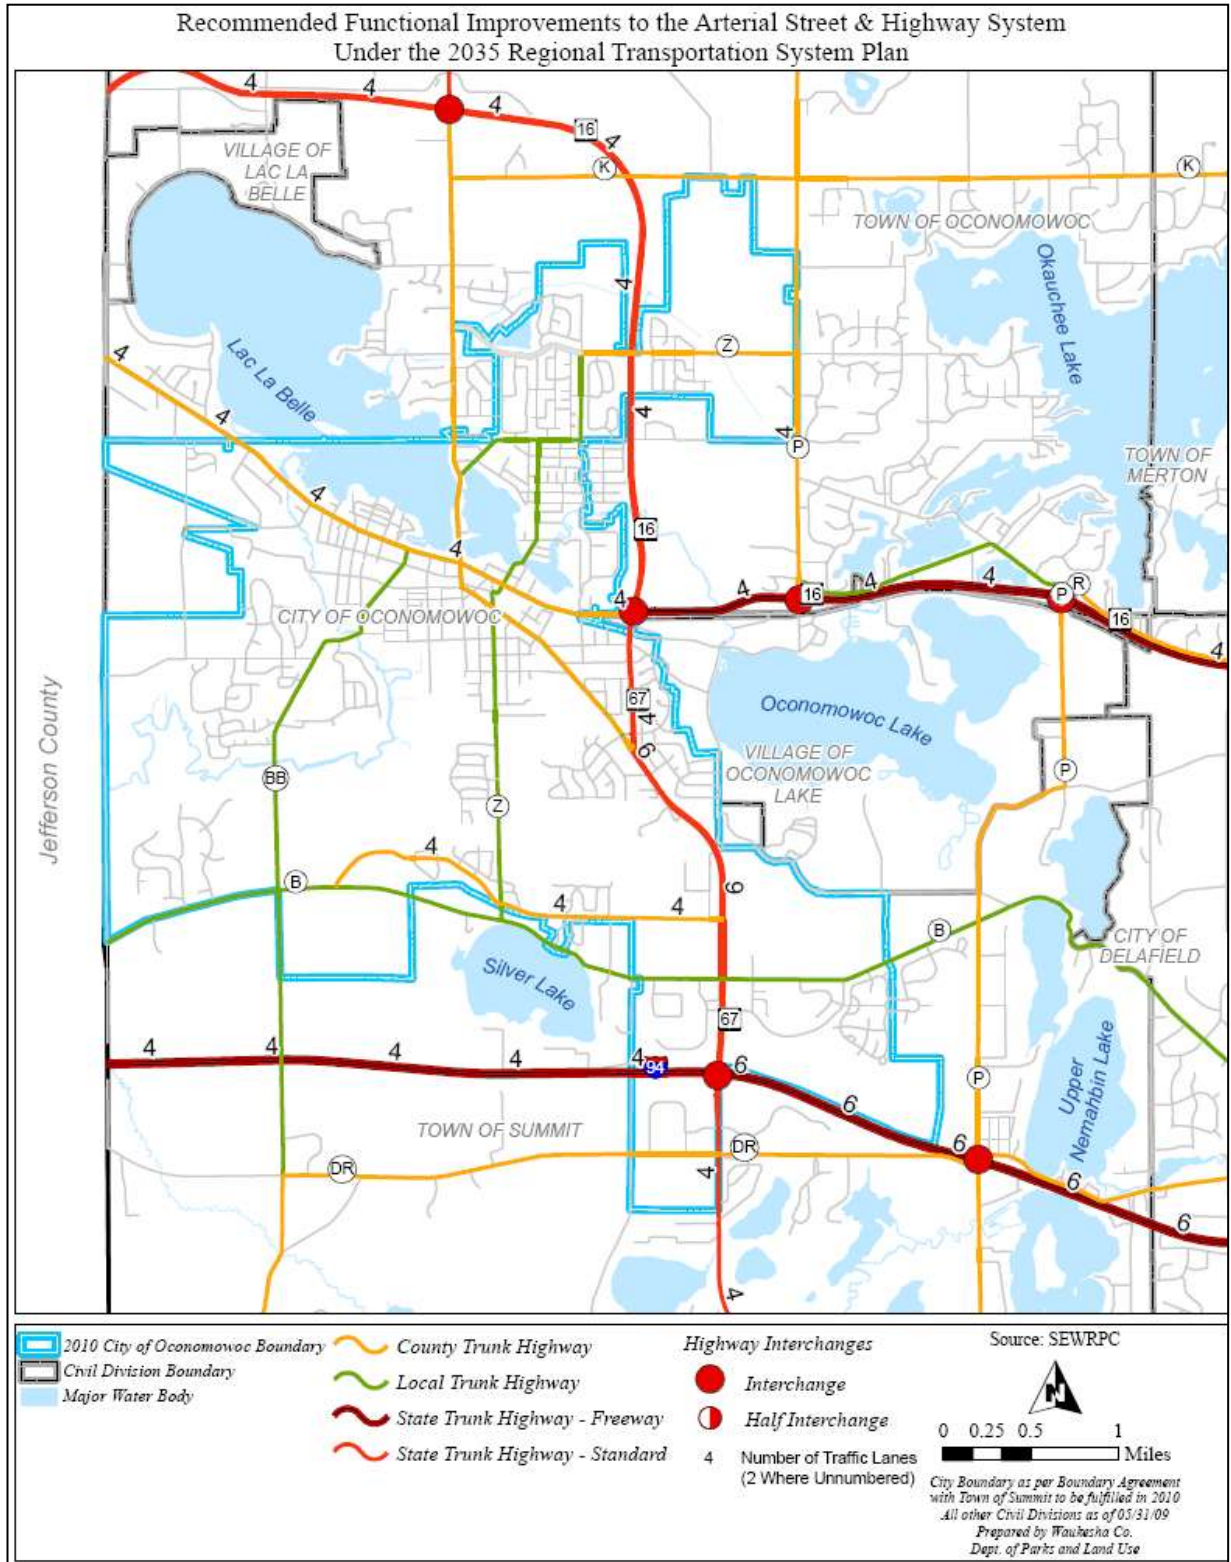 Recommended Functional Improvements to the Arterial Street & Highway System
Under the 2035 Regional Transportation System Plan
4
4
4
16
4
K
K
VILLAGE OF
LAC LA
BELLE
TOWN OF OCONOMOWOC
Okauchee Lake
4
Z
4
Lac La Belle
4
4
4
P
TOWN OF
MERTON
4
16
4
4
16
4
4
P
R
16
4
4
CITY OF OCONOMOWOC
67
4
6
Oconomowoc Lake
VILLAGE OF
OCONOMOWOC
LAKE
P
Jefferson County
BB
Z
4
B
4
4
6
B
CITY OF
DELAFIELD
Silver Lake
67
4
4
4
4
4
94
6
6
P
Upper
Nemahbin Lake
TOWN OF SUMMIT
DR
DR
4
6
6
6
4
2010 City of Oconomowoc Boundary
Civil Division Boundary
Major Water Body
County Trunk Highway
Local Trunk Highway
State Trunk Highway - Freeway
State Trunk Highway - Standard
Highway Interchanges
Interchange
Half Interchange
4 Number of Traffic Lanes
(2 Where Unnumbered)
Source: SEWRPC
N
0 0.25 0.5 1
Miles
City Boundary as per Boundary Agreement
with Town of Summit to be fulfilled in 2010
All other Civil Divisions as of 05/31/09
Prepared by Waukesha Co.
Dept. of Parks and Land Use